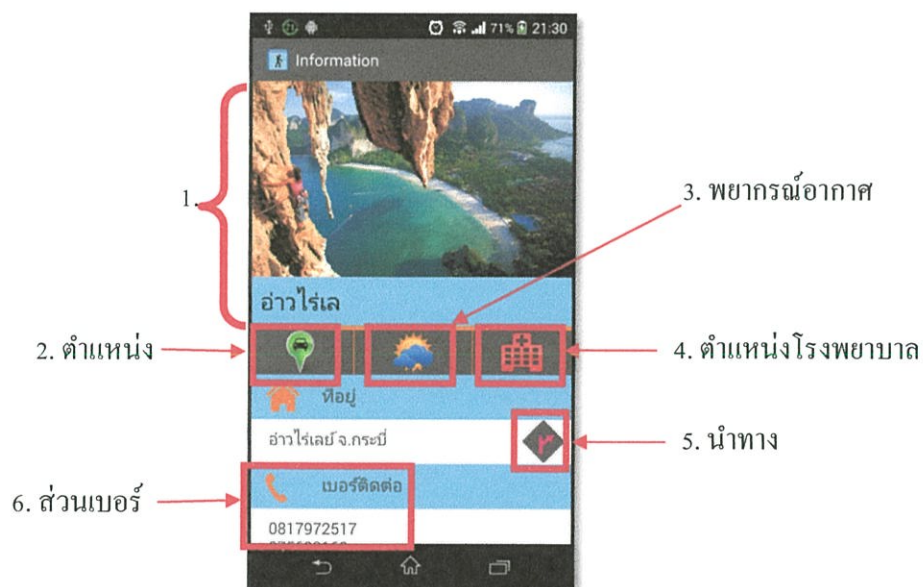 71% 21:30
Information
1.
3. พยากรณ์อากาศ
อ่าวไร่เล
2. ตำแหน่ง
4. ตำแหน่งโรงพยาบาล
ที่อยู่
อ่าวไร่เลย์ จ.กระบี่
5. นำทาง
6. ส่วนเบอร์
เบอร์ติดต่อ
0817972517